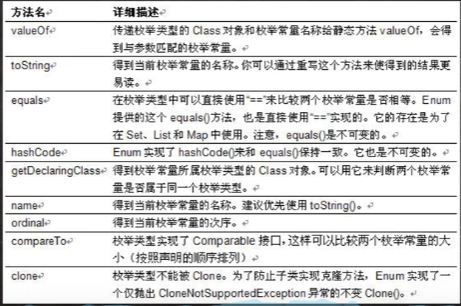 方法名 详细描述
valueOf 传递枚举类型的 Class 对象和枚举常量名称给静态方法 valueOf，会得
到与参数匹配的枚举常量。
toString 得到当前枚举常量的名称。你可以通过重写这个方法来使得到的结果更
易读。
equals 在枚举类型中可以直接使用“==”来比较两个枚举常量是否相等。Enum
提供的这个 equals()方法，也是直接使用“==”实现的。它的存在是为了
在 Set、List 和 Map 中使用。注意，equals()是不可变的。
hashCode Enum 实现了 hashCode()来和 equals()保持一致。它也是不可变的。
getDeclaringClass 得到枚举常量所属枚举类型的 Class 对象。可以用它来判断两个枚举常
量是否属于同一个枚举类型。
name 得到当前枚举常量的名称。建议优先使用 toString()。
ordinal 得到当前枚举常量的次序。
compareTo 枚举类型实现了 Comparable 接口，这样可以比较两个枚举常量的大
小（按照声明的顺序排列）
clone 枚举类型不能被 Clone。为了防止子类实现克隆方法，Enum 实现了一
个仅抛出 CloneNotSupportedException 异常的不变 Clone()。